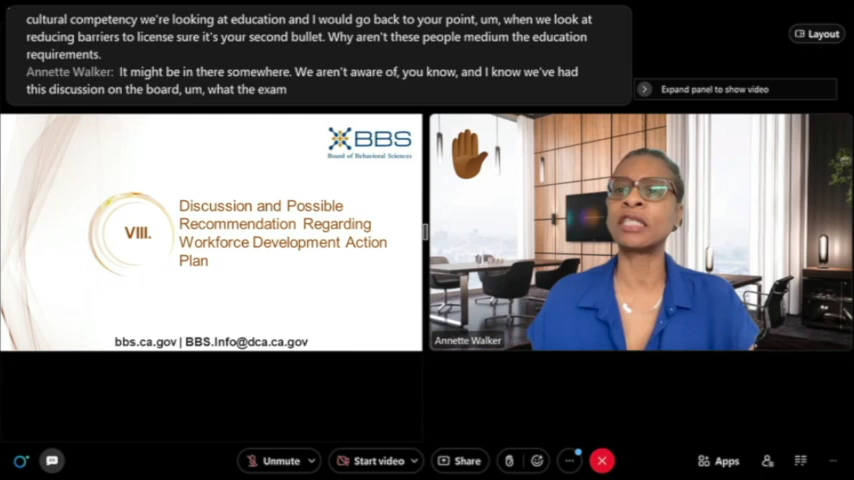 cultural competency we're looking at education and I would go back to your point, um, when we look at
reducing barriers to license sure it's your second bullet. Why aren't these people medium the education
requirements.
Annette Walker: It might be in there somewhere. We aren't aware of, you know, and I know we've had
this discussion on the board, um, what the exam
Layout
Expand panel to show video
BBS
Board of Behavioral Sciences
VIII.
Discussion and Possible
Recommendation Regarding
Workforce Development Action
Plan
bbs.ca.gov | BBS.Info@dca.ca.gov
Annette Walker
Unmute
Start video
Share
Apps